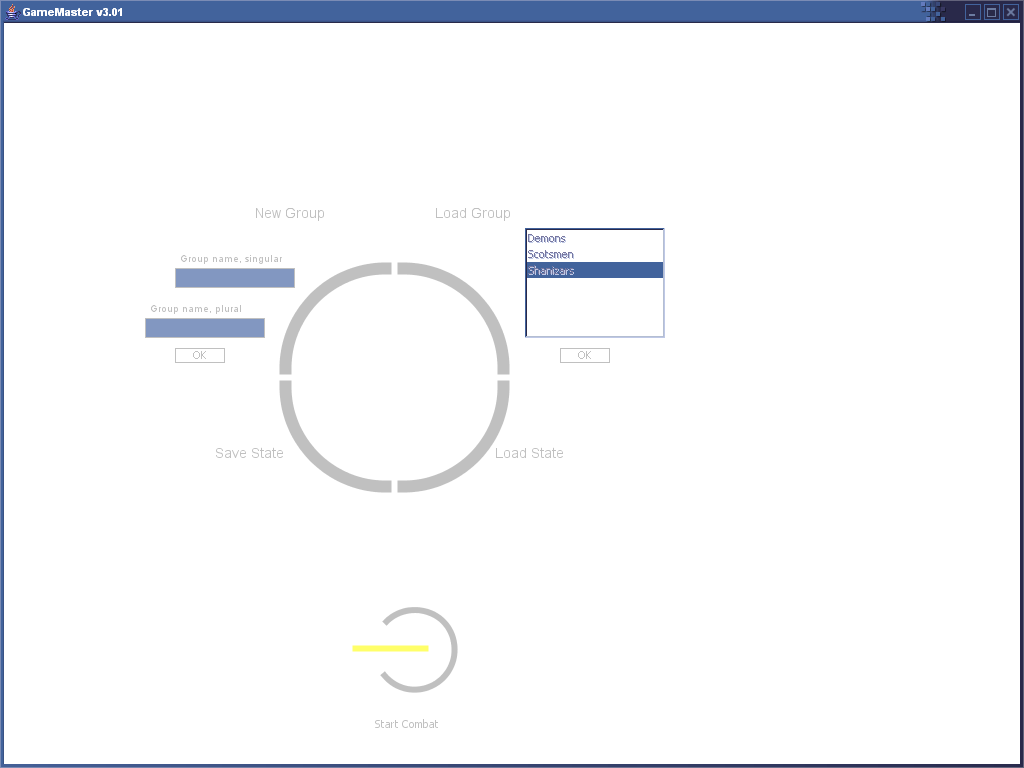 GameMaster v3.01
New Group
Load Group
Group name, singular
Group name, plural
OK
Demons
Scotsmen
Shanizars
OK
Save State
Load State
Start Combat